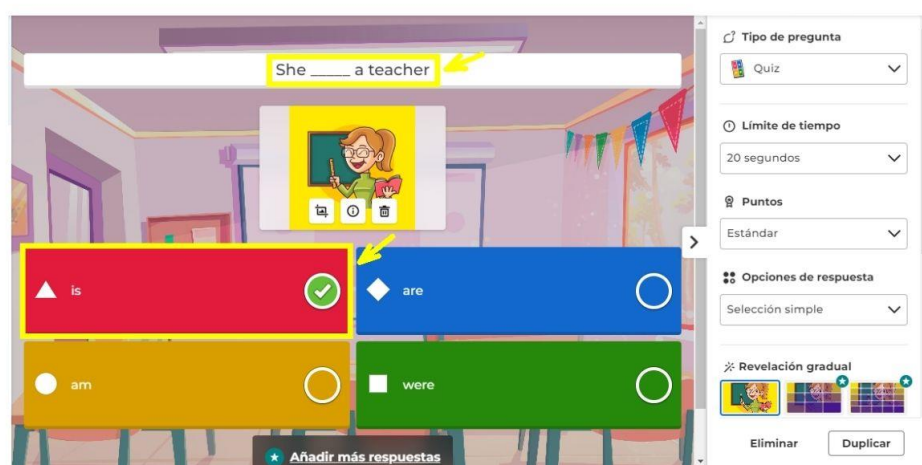 She _____ a teacher
is
are
am
were
Añadir más respuestas
Tipo de pregunta
Quiz
Límite de tiempo
20 segundos
Puntos
Estándar
Opciones de respuesta
Selección simple
Revelación gradual
Eliminar
Duplicar